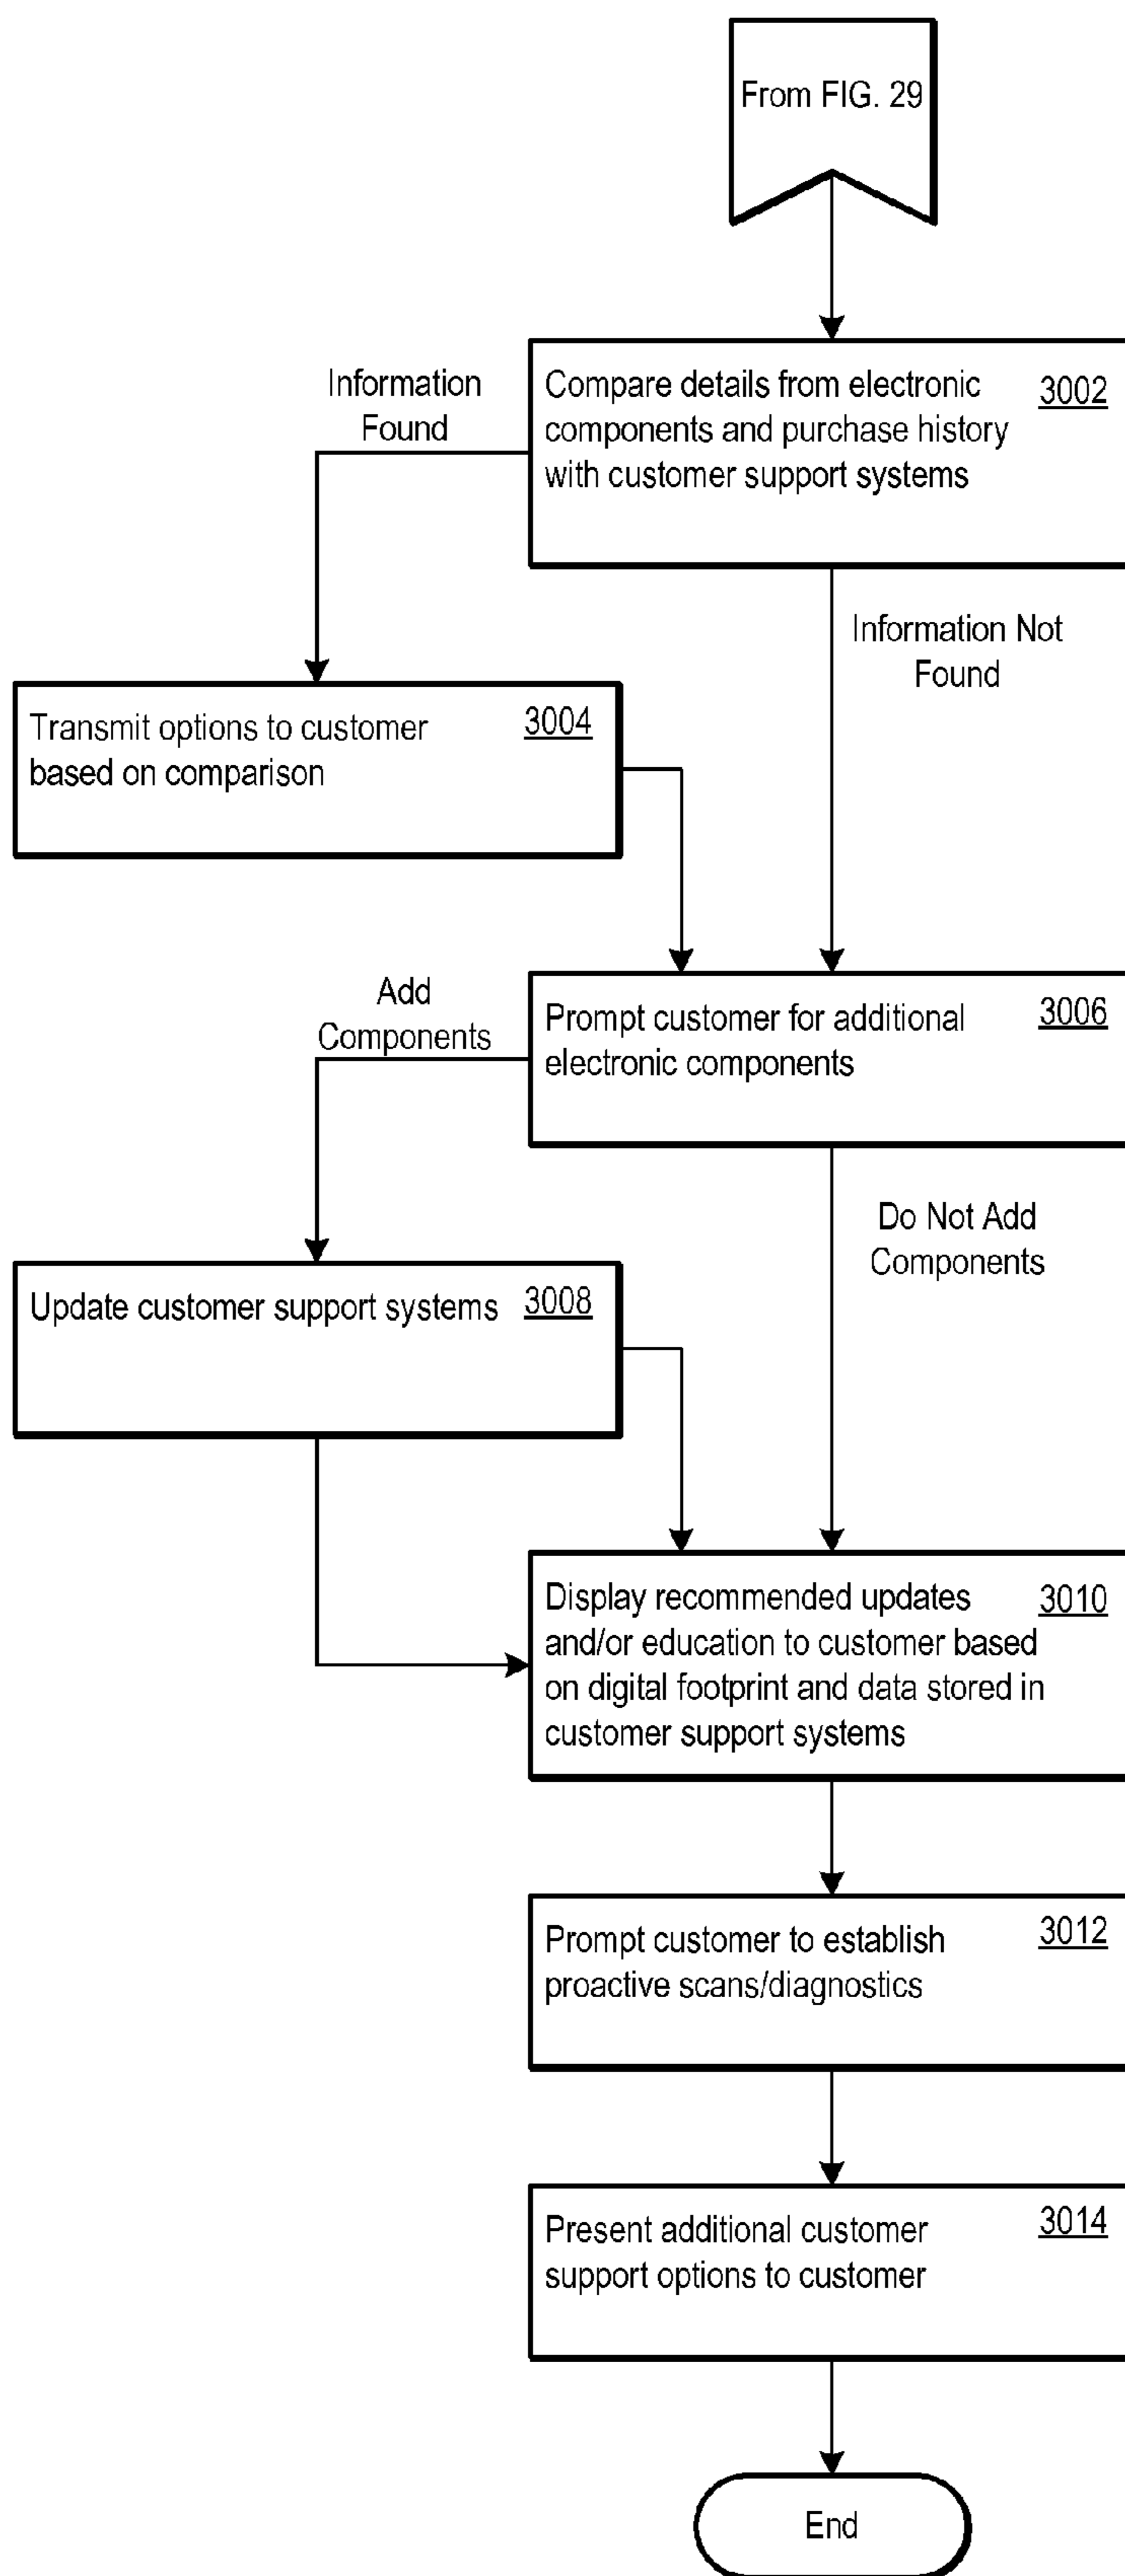 From FIG. 29
Information
Found
Compare details from electronic
components and purchase history
with customer support systems
3002
Information Not
Found
Transmit options to customer
based on comparison
3004
Add
Components
Prompt customer for additional
electronic components
3006
Do Not Add
Components
Update customer support systems
3008
Display recommended updates
and/or education to customer based
on digital footprint and data stored in
customer support systems
3010
Prompt customer to establish
proactive scans/diagnostics
3012
Present additional customer
support options to customer
3014
End